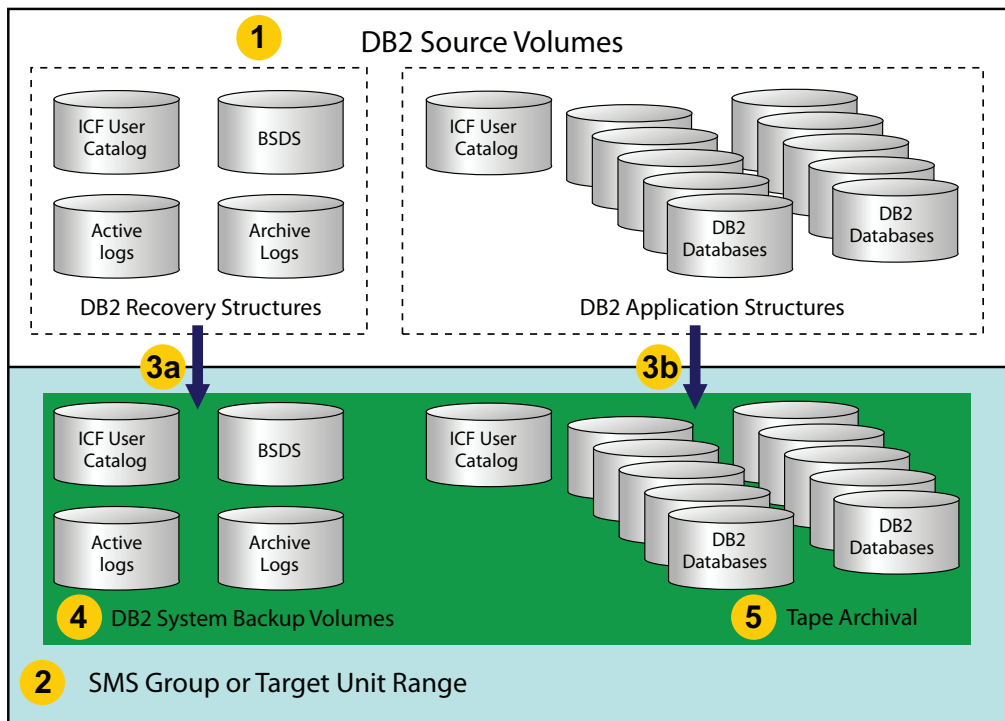 1
DB2 Source Volumes
ICF User
Catalog
BSDS
Active
logs
Archive
Logs
DB2 Recovery Structures
ICF User
Catalog
DB2
Databases
DB2
Databases
DB2 Application Structures
3a
3b
ICF User
Catalog
BSDS
Active
logs
Archive
Logs
ICF User
Catalog
DB2
Databases
DB2
Databases
4
DB2 System Backup Volumes
5
Tape Archival
2
SMS Group or Target Unit Range